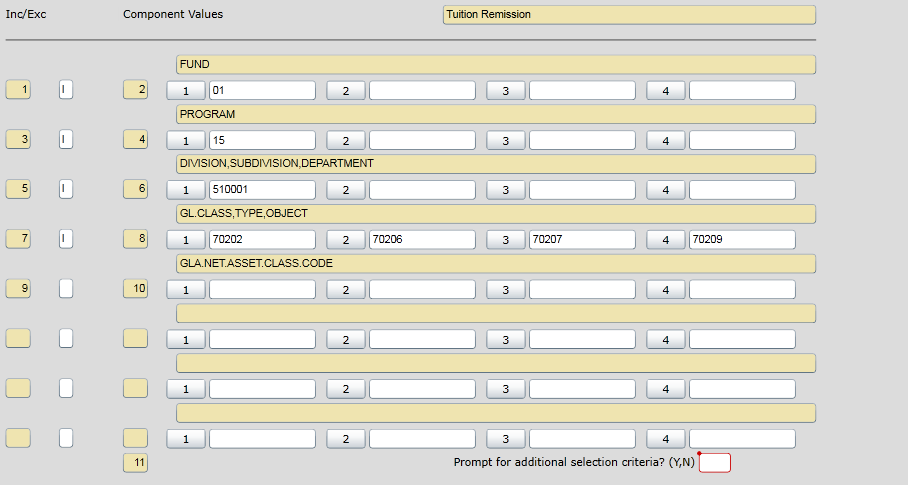 Inc/Exc Component Values Tuition Remission
FUND
1 I 2 1 01 2 3 4
PROGRAM
3 I 4 1 15 2 3 4
DIVISION,SUBDIVISION,DEPARTMENT
5 I 6 1 510001 2 3 4
GL.CLASS,TYPE,OBJECT
7 I 8 1 70202 2 70206 3 70207 4 70209
GLA.NET.ASSET.CLASS.CODE
9 10 1 2 3 4
1 2 3 4
1 2 3 4
1 2 3 4
11 Prompt for additional selection criteria? (Y,N)